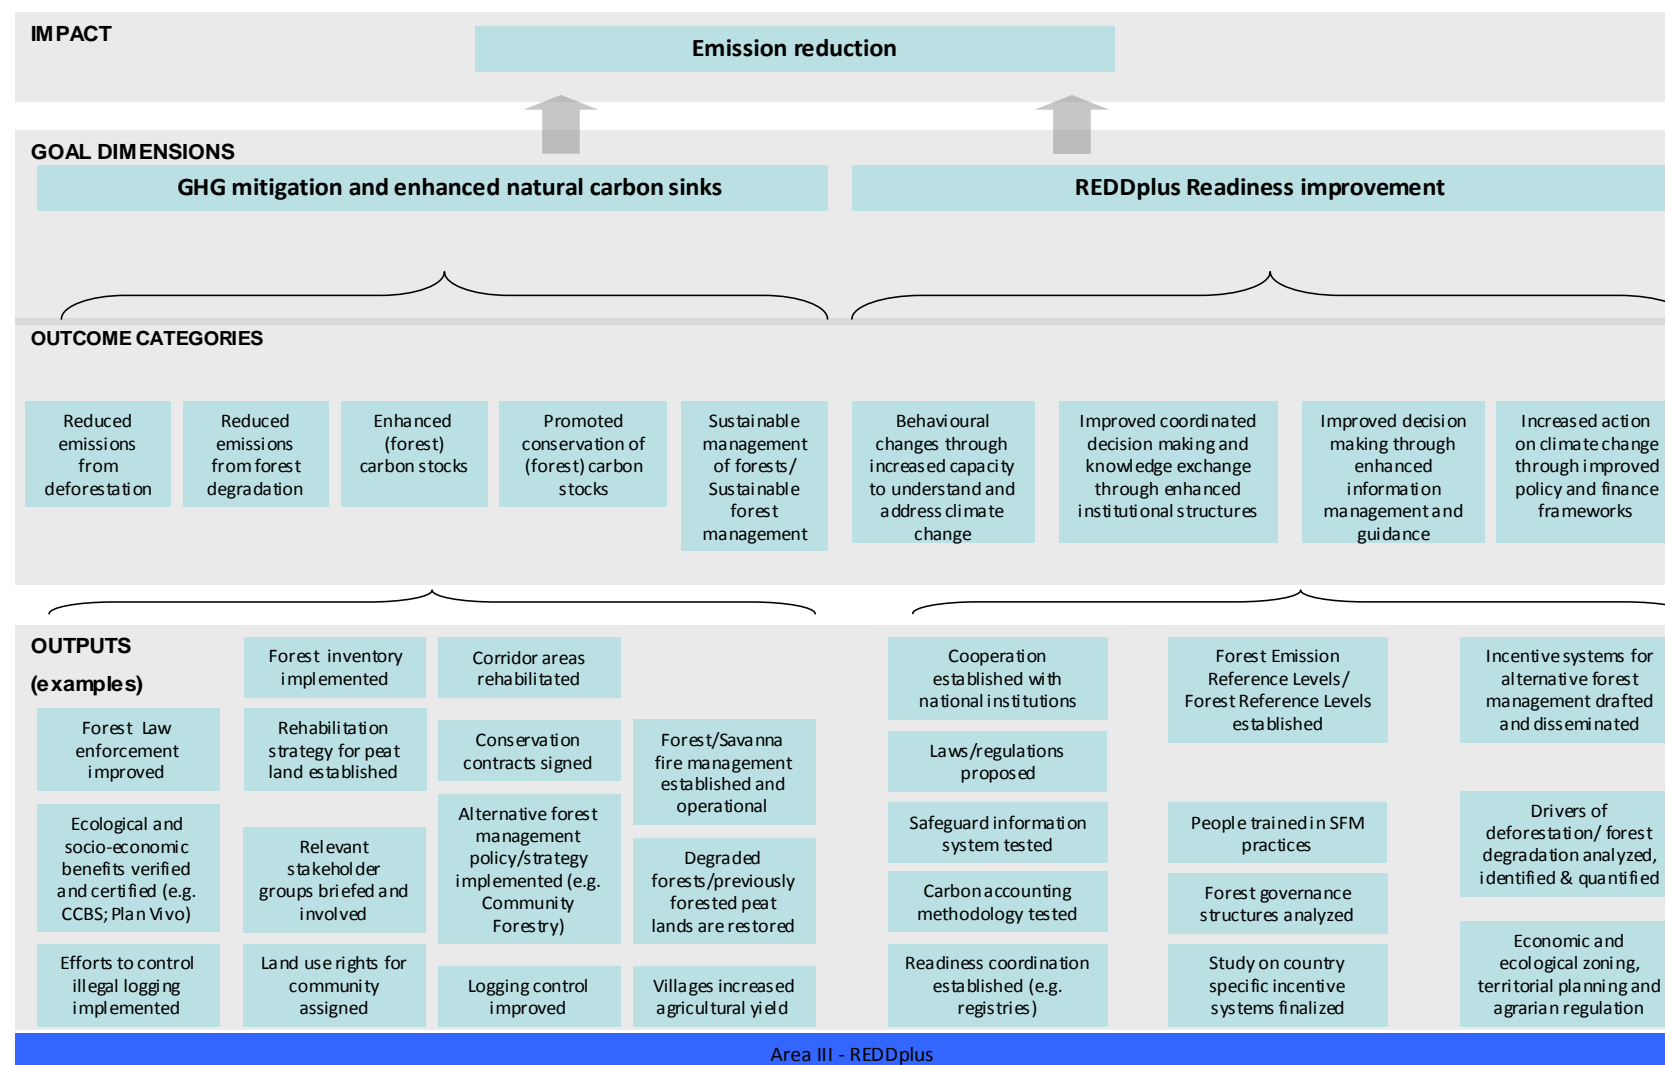 IMPACT
Emission reduction
GOAL DIMENSIONS
GHG mitigation and enhanced natural carbon sinks
REDDplus Readiness improvement
OUTCOME CATEGORIES
Reduced
emissions
from
deforestation
Reduced
emissions
from forest
degradation
Enhanced
(forest)
carbon stocks
Promoted
conservation of
(forest) carbon
stocks
Sustainable
management
of forests/
Sustainable
forest
management
Behavioural
changes through
increased capacity
to understand and
address climate
change
Improved coordinated
decision making and
knowledge exchange
through enhanced
institutional structures
Improved decision
making through
enhanced
information
management and
guidance
Increased action
on climate change
through improved
policy and finance
frameworks
OUTPUTS
(examples)
Forest Law
enforcement
improved
Ecological and
socio-economic
benefits verified
and certified (e.g.
CCBS; Plan Vivo)
Efforts to control
illegal logging
implemented
Forest inventory
implemented
Rehabilitation
strategy for peat
land established
Relevant
stakeholder
groups briefed and
involved
Land use rights for
community
assigned
Corridor areas
rehabilitated
Conservation
contracts signed
Alternative forest
management
policy/strategy
implemented (e.g.
Community
Forestry)
Logging control
improved
Forest/Savanna
fire management
established and
operational
Degraded
forests/previously
forested peat
lands are restored
Villages increased
agricultural yield
Cooperation
established with
national institutions
Laws/regulations
proposed
Safeguard information
system tested
Carbon accounting
methodology tested
Readiness coordination
established (e.g.
registries)
Forest Emission
Reference Levels/
Forest Reference Levels
established
People trained in SFM
practices
Forest governance
structures analyzed
Study on country
specific incentive
systems finalized
Incentive systems for
alternative forest
management drafted
and disseminated
Drivers of
deforestation/ forest
degradation analyzed,
identified & quantified
Economic and
ecological zoning,
territorial planning and
agrarian regulation
Area III - REDDplus